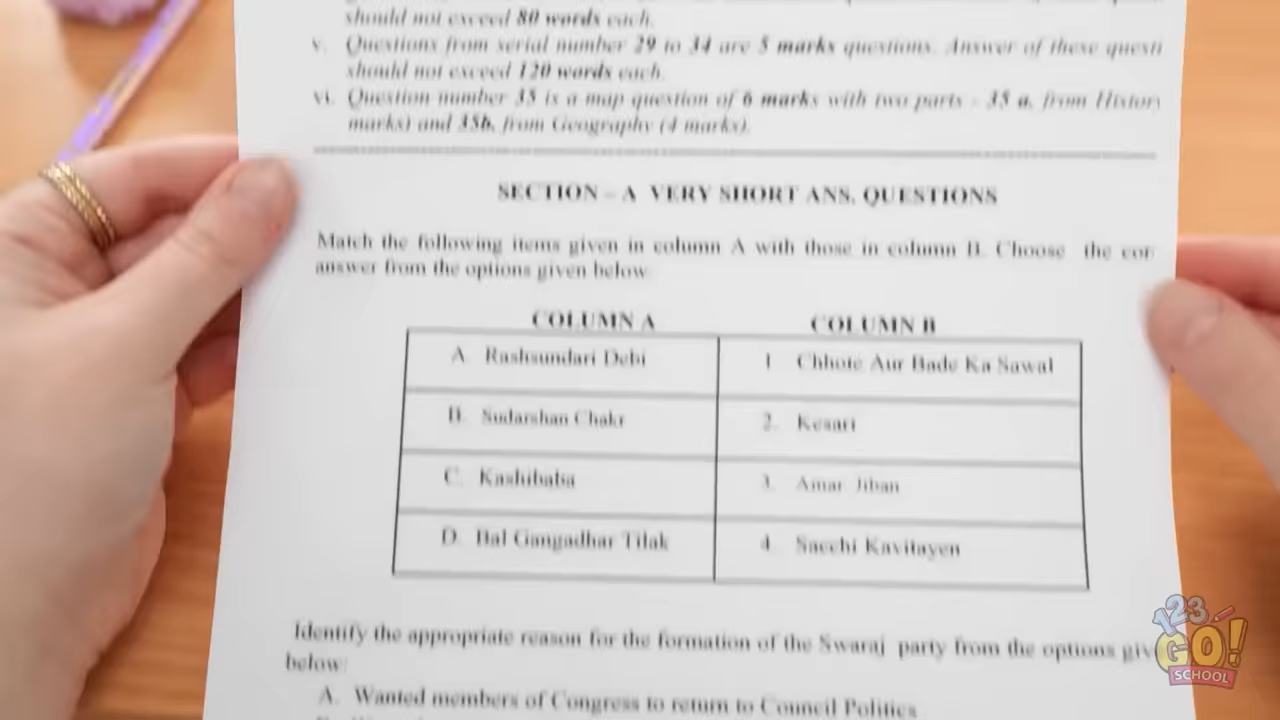 should not exceed 80 words each.
v. Questions from serial number 29 to 34 are 5 marks questions. Answer of these questi
should not exceed 120 words each.
vi. Question number 35 is a map question of 6 marks with two parts - 35 a. from History
marks) and 35b. from Geography (4 marks).
SECTION – A VERY SHORT ANS. QUESTIONS
Match the following items given in column A with those in column B. Choose the cor
answer from the options given below:
COLUMN A COLUMN B
A. Rashsundari Debi 1. Chhote Aur Bade Ka Sawal
B. Sudarshan Chakr 2. Kesari
C. Kashibaba 3. Amar Jiban
D. Bal Gangadhar Tilak 4. Sacchi Kavitayen
Identify the appropriate reason for the formation of the Swaraj party from the options giv
below:
A. Wanted members of Congress to return to Council Politics
123
GO!
SCHOOL